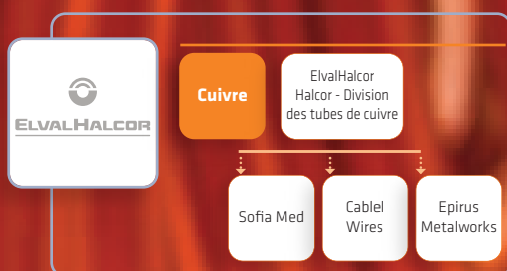 ELVALHALCOR
Cuivre
ElvalHalcor
Halcor - Division
des tubes de cuivre
Sofia Med
Cablel
Wires
Epirus
Metalworks